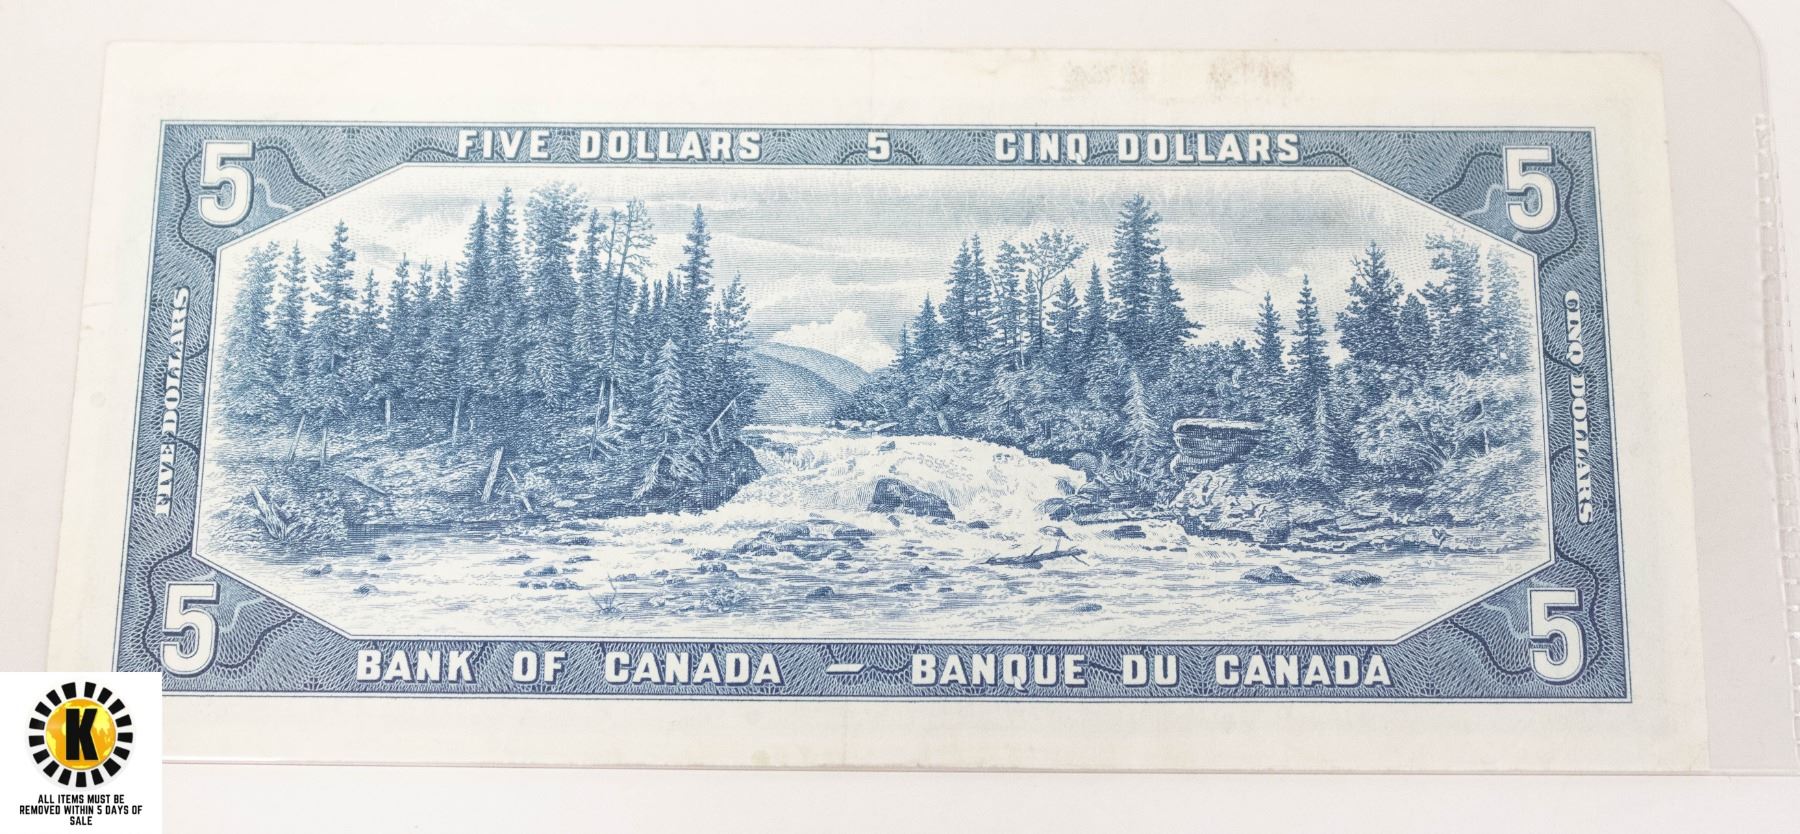 FIVE DOLLARS 5 CINQ DOLLARS
5 5
FIVE DOLLARS
CINQ DOLLARS
5 5
BANK OF CANADA — BANQUE DU CANADA
K
ALL ITEMS MUST BE
REMOVED WITHIN 5 DAYS OF
SALE